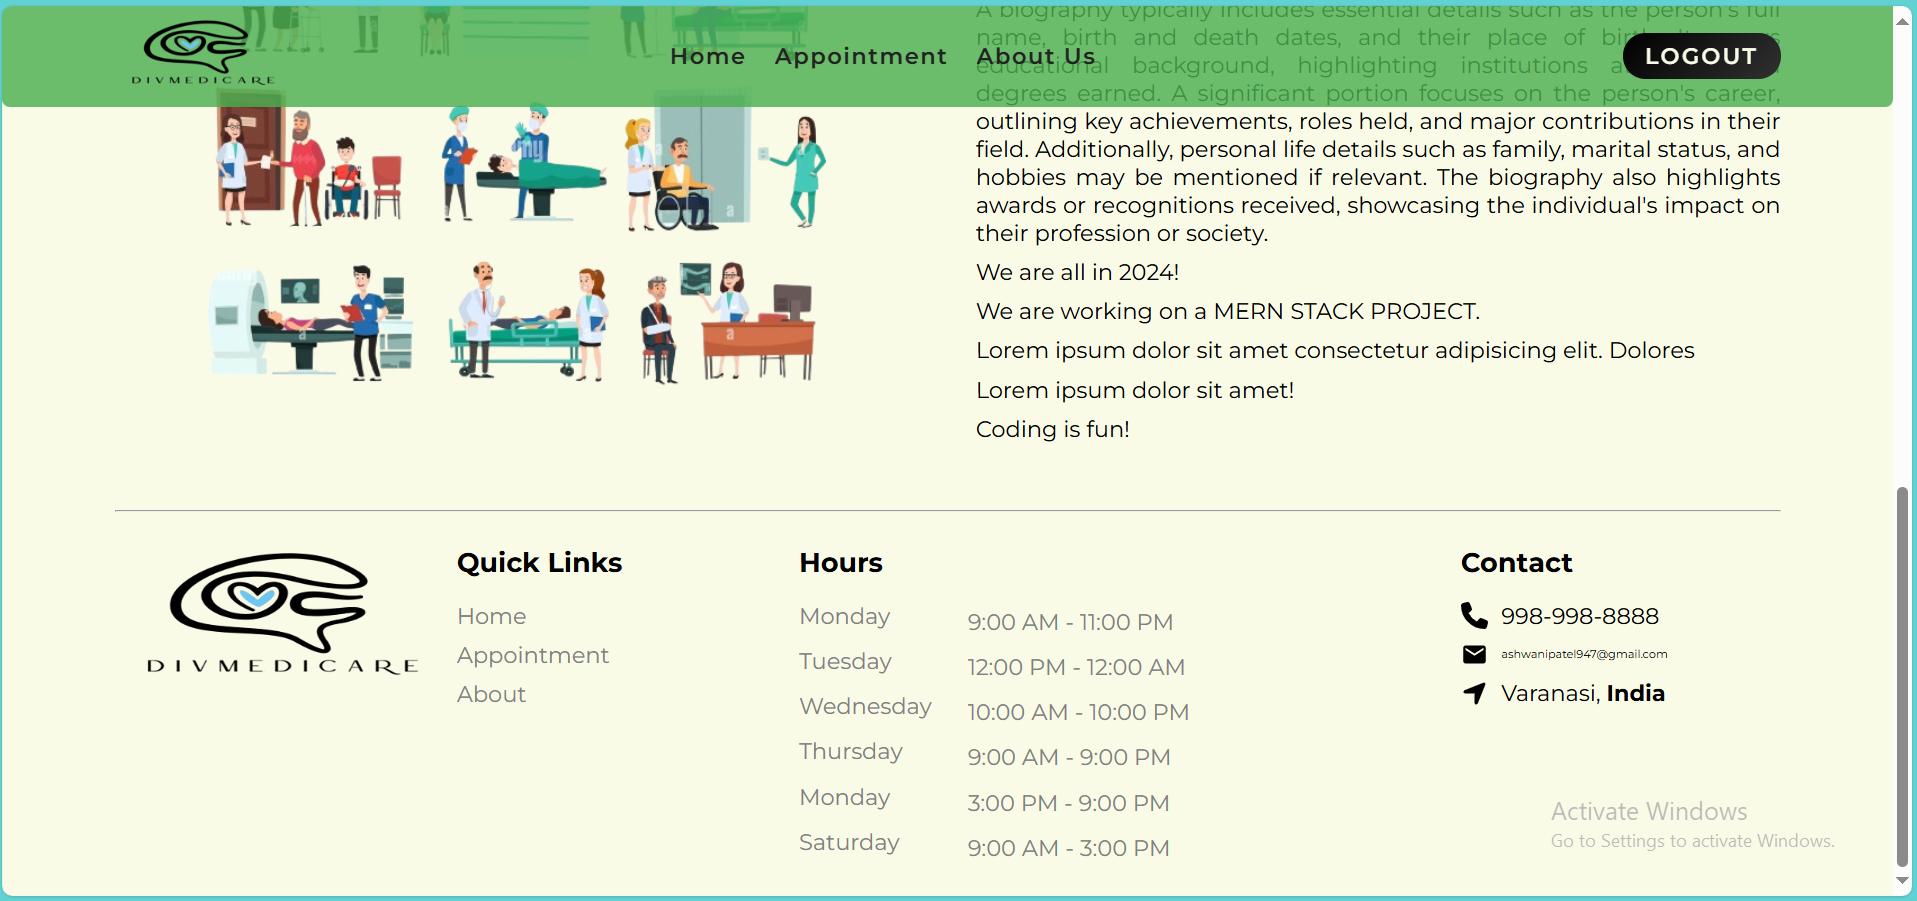 A biography typically includes essential details such as the person's full
DIVMEDICARE
Home
Appointment
About Us
LOGOUT
name, birth and death dates, and their place of
educational background, highlighting institutions
degrees earned. A significant portion focuses on the person's career,
outlining key achievements, roles held, and major contributions in their
field. Additionally, personal life details such as family, marital status, and
hobbies may be mentioned if relevant. The biography also highlights
awards or recognitions received, showcasing the individual's impact on
their profession or society.
We are all in 2024!
We are working on a MERN STACK PROJECT.
Lorem ipsum dolor sit amet consectetur adipisicing elit. Dolores
Lorem ipsum dolor sit amet!
Coding is fun!
my
a
a
a
a
a
DIVMEDICARE
Quick Links
Home
Appointment
About
Hours
Monday 9:00 AM - 11:00 PM
Tuesday 12:00 PM - 12:00 AM
Wednesday 10:00 AM - 10:00 PM
Thursday 9:00 AM - 9:00 PM
Monday 3:00 PM - 9:00 PM
Saturday 9:00 AM - 3:00 PM
Contact
998-998-8888
ashwanipatel947@gmail.com
Varanasi, India
Activate Windows
Go to Settings to activate Windows.